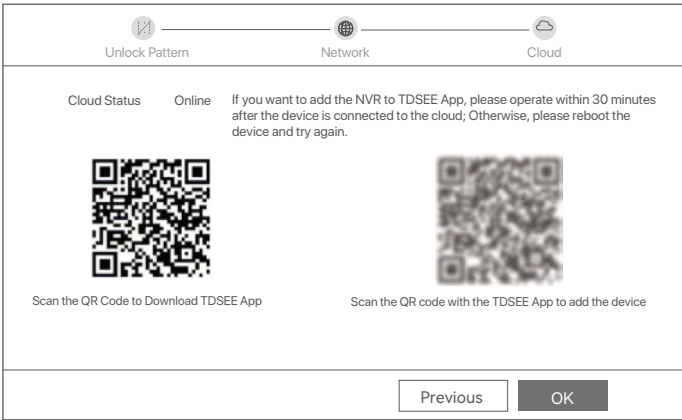 Unlock Pattern
Network
Cloud
Cloud Status
Online
If you want to add the NVR to TDSEE App, please operate within 30 minutes
after the device is connected to the cloud; Otherwise, please reboot the
device and try again.
Scan the QR Code to Download TDSEE App
Scan the QR code with the TDSEE App to add the device
Previous
OK